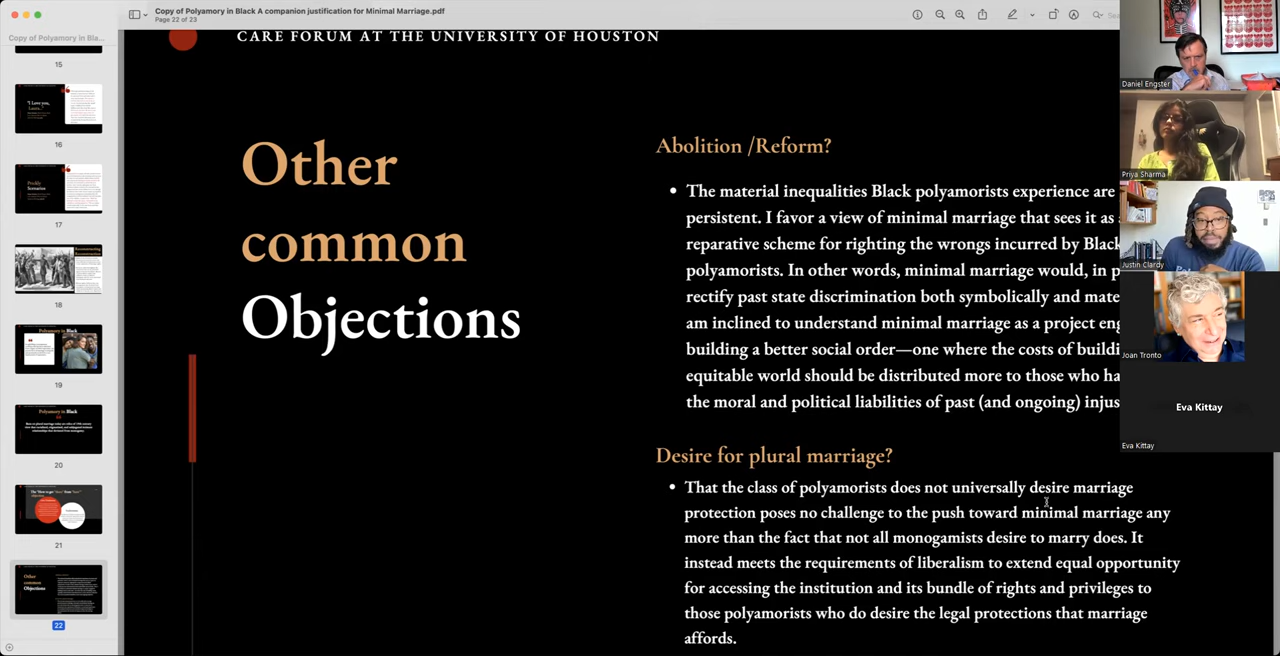 Copy of Polyamory in Black A companion justification for Minimal Marriage.pdf
Page 22 of 23
Copy of Polyamory in Bla...
15
16
17
18
19
20
21
22
CARE FORUM AT THE UNIVERSITY OF HOUSTON
Other
common
Objections
Abolition /Reform?
• The material inequalities Black polyamorists experience are
persistent. I favor a view of minimal marriage that sees it as
reparative scheme for righting the wrongs incurred by Black
polyamorists. In other words, minimal marriage would, in p
rectify past state discrimination both symbolically and mate
am inclined to understand minimal marriage as a project eng
building a better social order—one where the costs of buildi
equitable world should be distributed more to those who ha
the moral and political liabilities of past (and ongoing) injus
Desire for plural marriage?
• That the class of polyamorists does not universally desire marriage
protection poses no challenge to the push toward minimal marriage any
more than the fact that not all monogamists desire to marry does. It
instead meets the requirements of liberalism to extend equal opportunity
for accessing the institution and its bundle of rights and privileges to
those polyamorists who do desire the legal protections that marriage
affords.
Daniel Engster
Priya Sharma
Justin Clardy
Joan Tronto
Eva Kittay
Eva Kittay